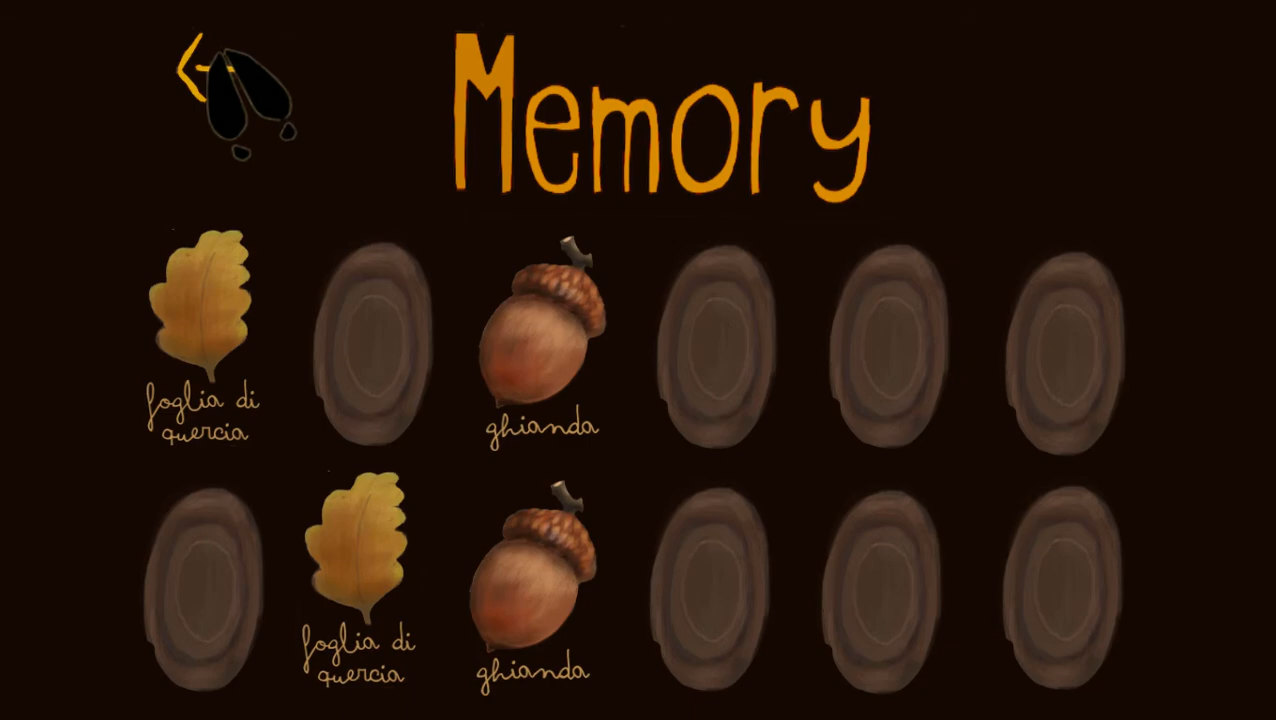 Memory
foglia di
quercia
ghianda
foglia di
quercia
ghianda